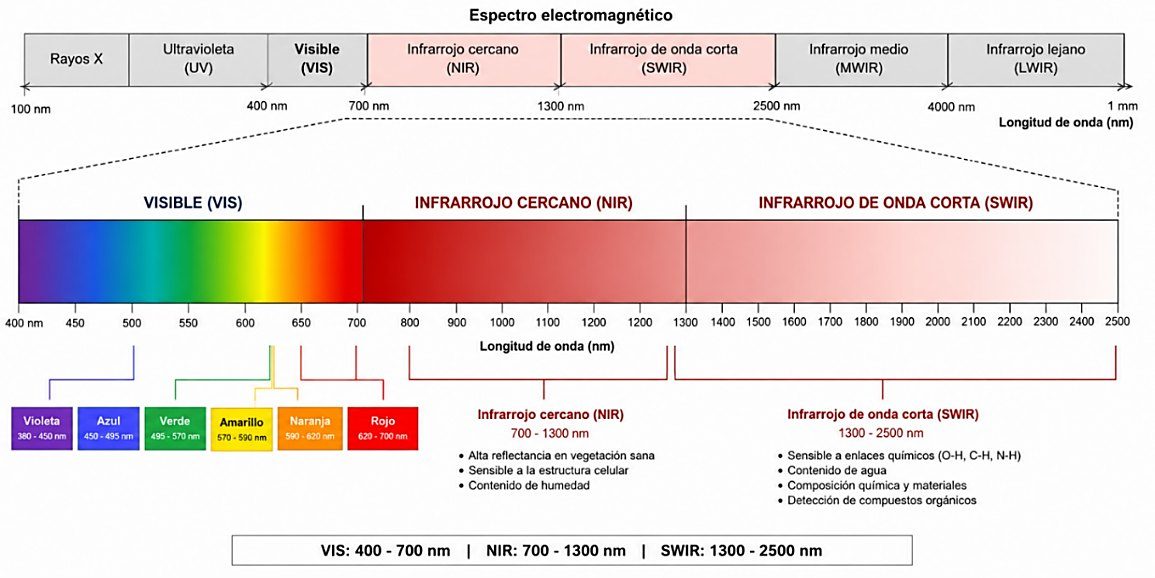 Espectro electromagnético
Rayos X
Ultravioleta
(UV)
Visible
(VIS)
Infrarrojo cercano
(NIR)
Infrarrojo de onda corta
(SWIR)
Infrarrojo medio
(MWIR)
Infrarrojo lejano
(LWIR)
100 nm
400 nm
700 nm
1300 nm
2500 nm
4000 nm
1 mm
Longitud de onda (nm)
VISIBLE (VIS)
INFRARROJO CERCANO (NIR)
INFRARROJO DE ONDA CORTA (SWIR)
400 nm 450 500 550 600 650 700 800 900 1000 1100 1200 1200 1300 1400 1500 1600 1700 1800 1900 2000 2100 2200 2300 2400 2500
Longitud de onda (nm)
Violeta
380 - 450 nm
Azul
450 - 495 nm
Verde
495 - 570 nm
Amarillo
570 - 590 nm
Naranja
590 - 620 nm
Rojo
620 - 700 nm
Infrarrojo cercano (NIR)
700 - 1300 nm
• Alta reflectancia en vegetación sana
• Sensible a la estructura celular
• Contenido de humedad
Infrarrojo de onda corta (SWIR)
1300 - 2500 nm
• Sensible a enlaces químicos (O-H, C-H, N-H)
• Contenido de agua
• Composición química y materiales
• Detección de compuestos orgánicos
VIS: 400 - 700 nm | NIR: 700 - 1300 nm | SWIR: 1300 - 2500 nm